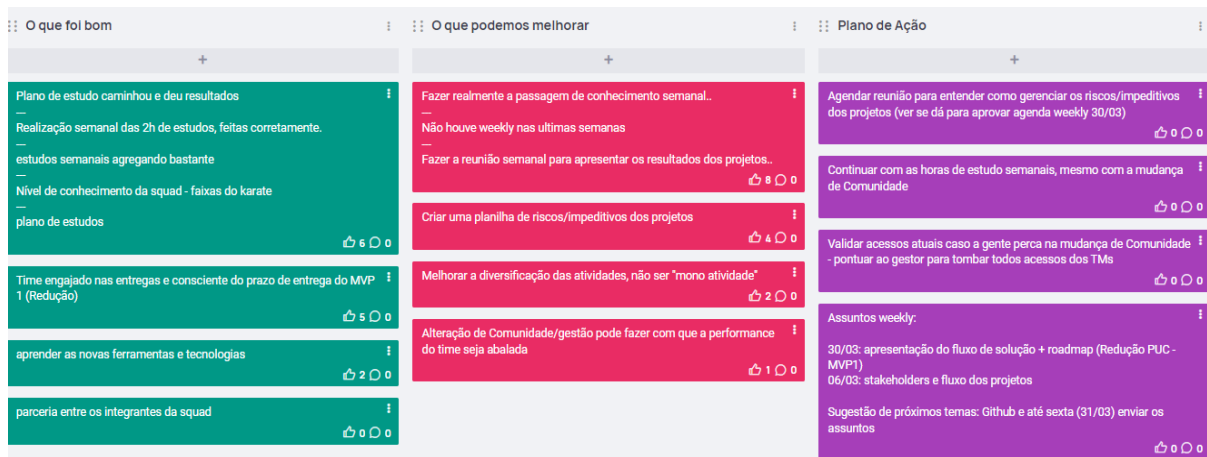 O que foi bom
+
Plano de estudo caminhou e deu resultados
—
Realização semanal das 2h de estudos, feitas corretamente.
—
estudos semanais agregando bastante
—
Nível de conhecimento da squad - faixas do karate
—
plano de estudos
6 0
Time engajado nas entregas e consciente do prazo de entrega do MVP
1 (Redução)
5 0
aprender as novas ferramentas e tecnologias
2 0
parceria entre os integrantes da squad
0 0
O que podemos melhorar
+
Fazer realmente a passagem de conhecimento semanal..
—
Não houve weekly nas ultimas semanas
—
Fazer a reunião semanal para apresentar os resultados dos projetos..
8 0
Criar uma planilha de riscos/impeditivos dos projetos
4 0
Melhorar a diversificação das atividades, não ser "mono atividade"
2 0
Alteração de Comunidade/gestão pode fazer com que a performance
do time seja abalada
1 0
Plano de Ação
+
Agendar reunião para entender como gerenciar os riscos/impeditivos
dos projetos (ver se dá para aprovar agenda weekly 30/03)
0 0
Continuar com as horas de estudo semanais, mesmo com a mudança
de Comunidade
0 0
Validar acessos atuais caso a gente perca na mudança de Comunidade
- pontuar ao gestor para tombar todos acessos dos TMs
0 0
Assuntos weekly:
30/03: apresentação do fluxo de solução + roadmap (Redução PUC -
MVP1)
06/03: stakeholders e fluxo dos projetos
Sugestão de próximos temas: Github e até sexta (31/03) enviar os
assuntos
0 0